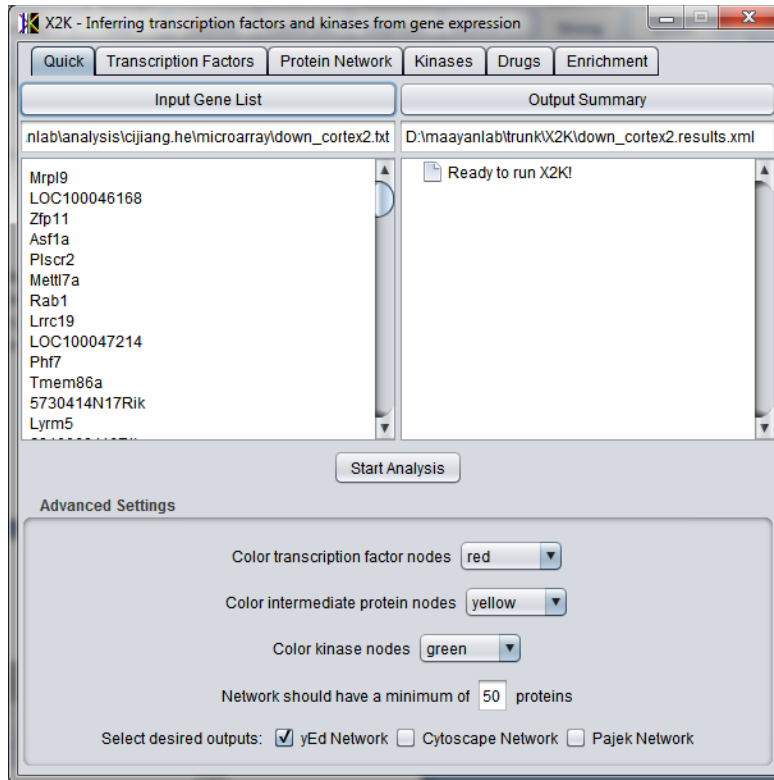 X2K - Inferring transcription factors and kinases from gene expression
Quick Transcription Factors Protein Network Kinases Drugs Enrichment
Input Gene List Output Summary
.nlab\analysis\cijiang.he\microarray\down_cortex2.txt D:\maayanlab\trunk\X2K\down_cortex2.results.xml
Ready to run X2K!
Mrpl9
LOC100046168
Zfp11
Asf1a
Plscr2
Mettl7a
Rab1
Lrrc19
LOC100047214
Phf7
Tmem86a
5730414N17Rik
Lyrm5
Start Analysis
Advanced Settings
Color transcription factor nodes red
Color intermediate protein nodes yellow
Color kinase nodes green
Network should have a minimum of 50 proteins
Select desired outputs: yEd Network Cytoscape Network Pajek Network